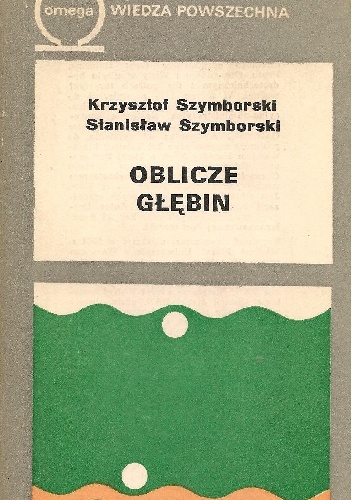 omega WIEDZA POWSZECHNA
Krzysztof Szymborski
Stanisław Szymborski
OBLICZE
GŁĘBIN